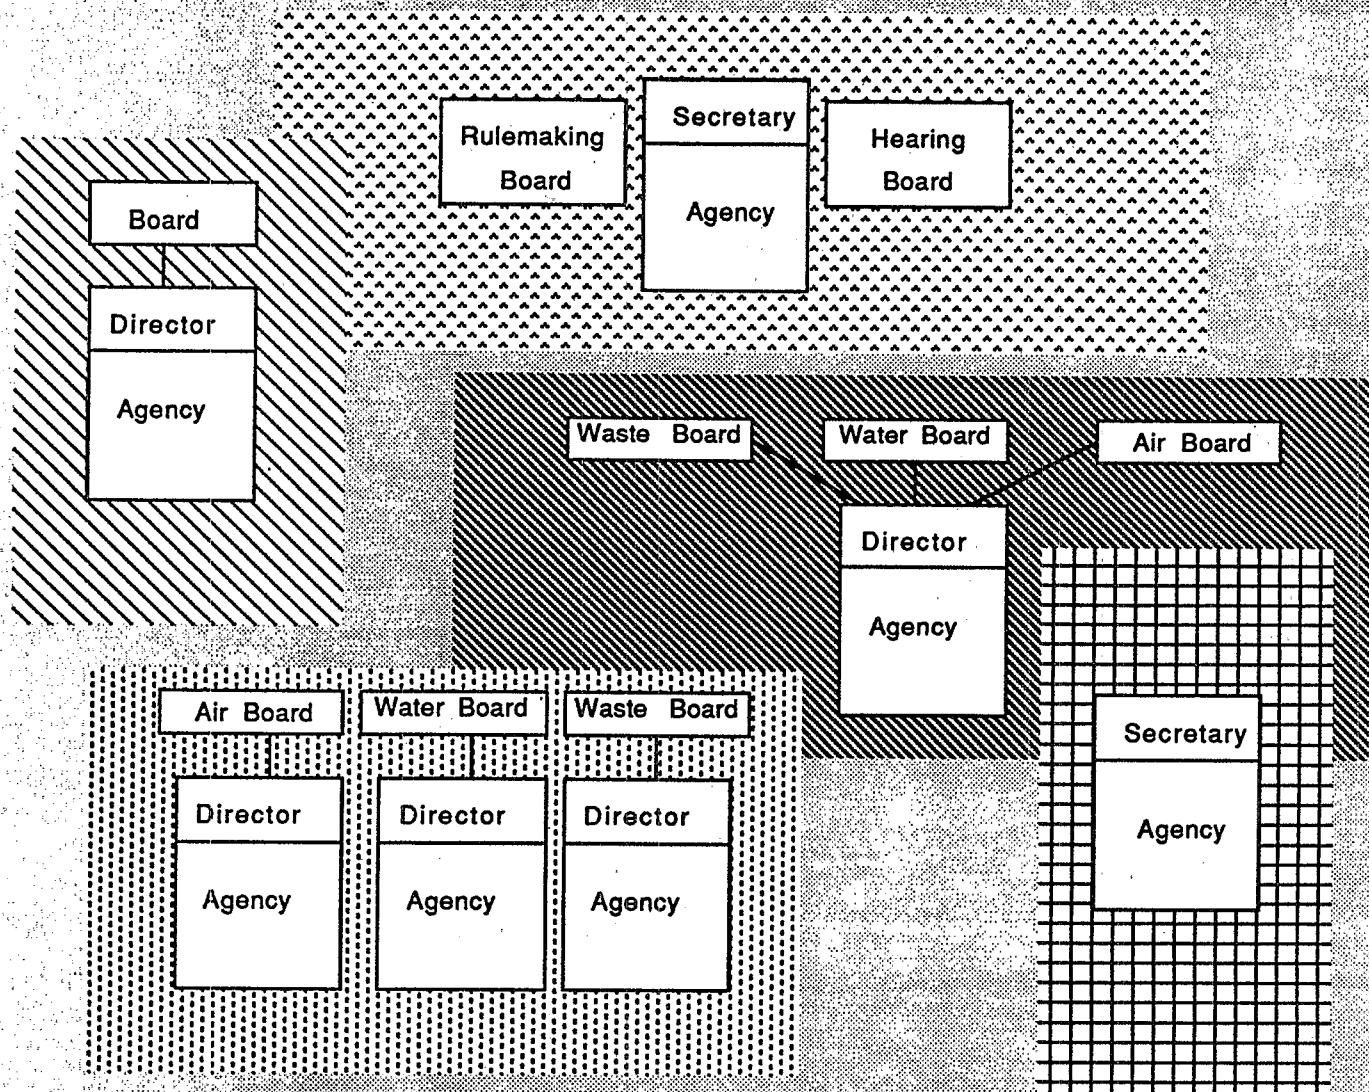 Rulemaking
Board
Secretary
Agency
Hearing
Board
Board
Director
Agency
Waste Board
Water Board
Air Board
Director
Agency
Air Board
Water Board
Waste Board
Director
Agency
Director
Agency
Director
Agency
Secretary
Agency